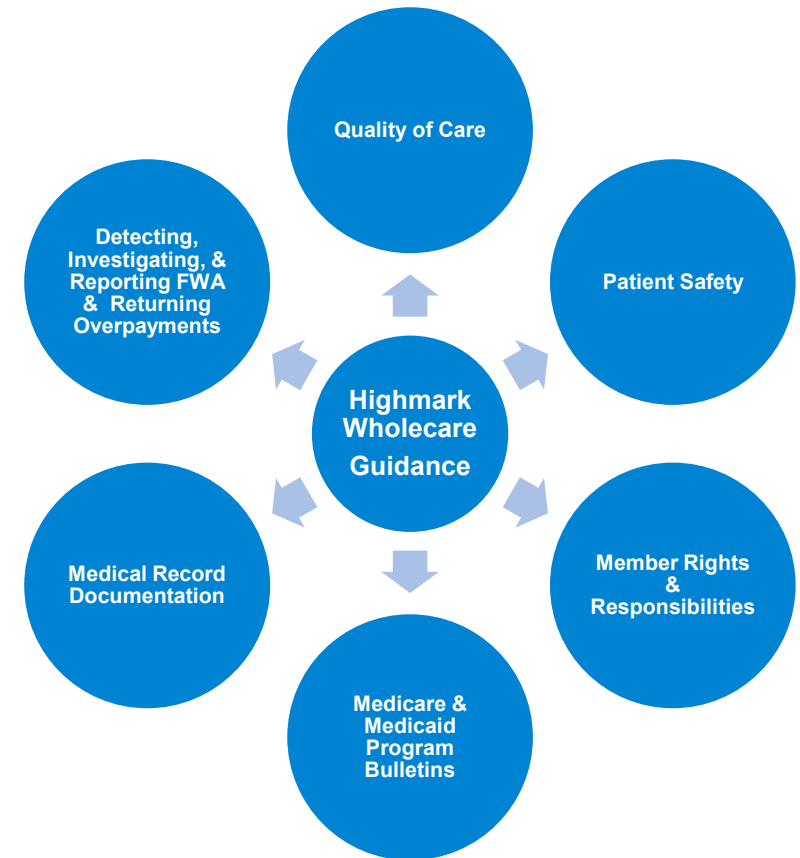 Quality of Care
Detecting,
Investigating, &
Reporting FWA
& Returning
Overpayments
Patient Safety
Highmark
Wholecare
Guidance
Medical Record
Documentation
Member Rights
&
Responsibilities
Medicare &
Medicaid
Program
Bulletins